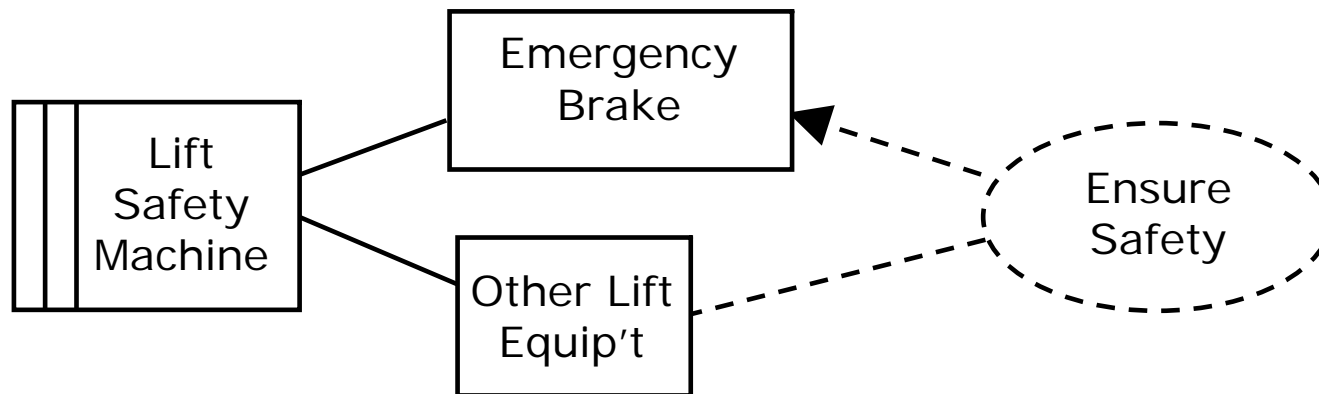 Lift
Safety
Machine
Emergency
Brake
Other Lift
Equip't
Ensure
Safety